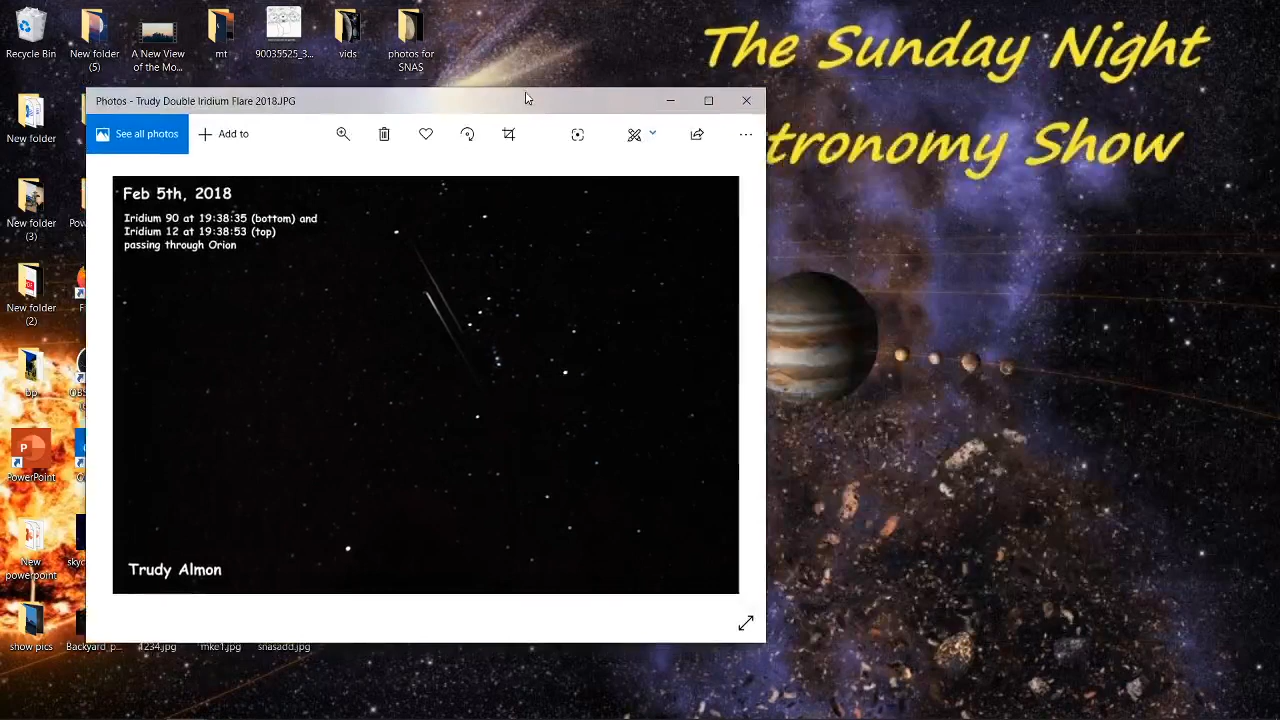 The Sunday Night
tronomy Show
Recycle Bin
New folder
(5)
A New View
of the Mo...
mt
90035525_3...
vids
photos for
SNAS
Photos - Trudy Double Iridium Flare 2018.JPG
See all photos
Add to
Feb 5th, 2018
Iridium 90 at 19:38:35 (bottom) and
Iridium 12 at 19:38:53 (top)
passing through Orion
Trudy Almon
New folder
New folder
(3)
New folder
(2)
bp
PowerPoint
New
powerpoint
show pics
Backyard_p...
1234.jpg
mke1.jpg
snasadd.jpg